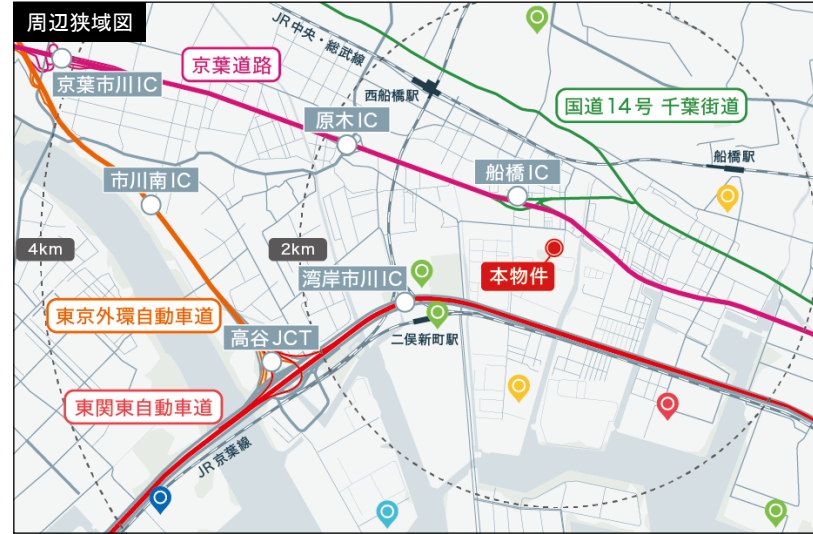 周辺狭域図
JR中央・総武線
京葉道路
京葉市川IC
西船橋駅
国道14号 千葉街道
原木IC
船橋駅
船橋IC
市川南IC
4km
2km
本物件
湾岸市川IC
東京外環自動車道
高谷JCT
二俣新町駅
東関東自動車道
JR京葉線